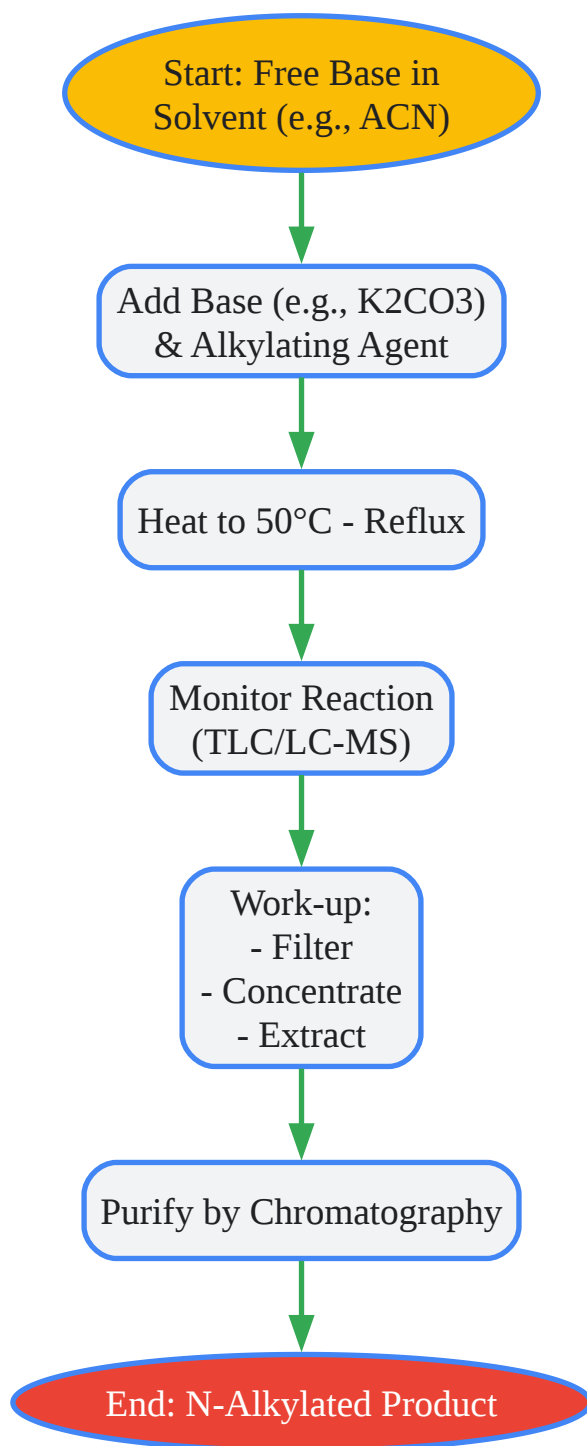 Start: Free Base in
Solvent (e.g., ACN)
Add Base (e.g., K2CO3)
& Alkylating Agent
Heat to 50°C - Reflux
Monitor Reaction
(TLC/LC-MS)
Work-up:
- Filter
- Concentrate
- Extract
Purify by Chromatography
End: N-Alkylated Product